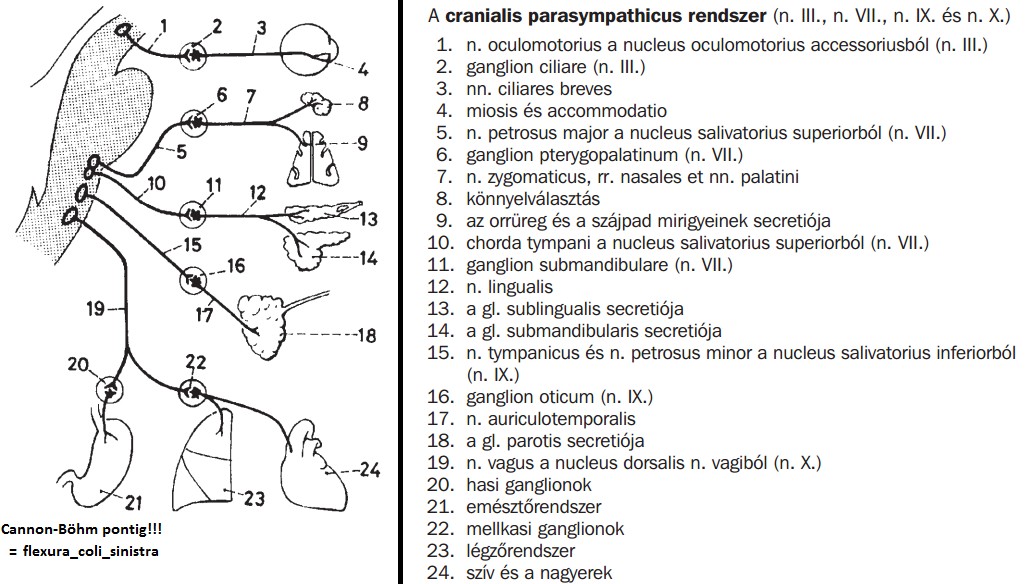 1
2
3
4
5
6
7
8
9
10
11
12
13
14
15
16
17
18
19
20
21
22
23
24
Cannon-Böhm pontig!!!
= flexura_coli_sinistra
A cranialis parasympathicus rendszer (n. III., n. VII., n. IX. és n. X.)
1. n. oculomotorius a nucleus oculomotorius accessoriusból (n. III.)
2. ganglion ciliare (n. III.)
3. nn. ciliares breves
4. miosis és accommodatio
5. n. petrosus major a nucleus salivatorius superiorból (n. VII.)
6. ganglion pterygopalatinum (n. VII.)
7. n. zygomaticus, rr. nasales et nn. palatini
8. könnyelválasztás
9. az orrüreg és a szájpad mirigyeinek secretiója
10. chorda tympani a nucleus salivatorius superiorból (n. VII.)
11. ganglion submandibulare (n. VII.)
12. n. lingualis
13. a gl. sublingualis secretiója
14. a gl. submandibularis secretiója
15. n. tympanicus és n. petrosus minor a nucleus salivatorius inferiorból
(n. IX.)
16. ganglion oticum (n. IX.)
17. n. auriculotemporalis
18. a gl. parotis secretiója
19. n. vagus a nucleus dorsalis n. vagiból (n. X.)
20. hasi ganglionok
21. emésztőrendszer
22. mellkasi ganglionok
23. légzőrendszer
24. szív és a nagyerek